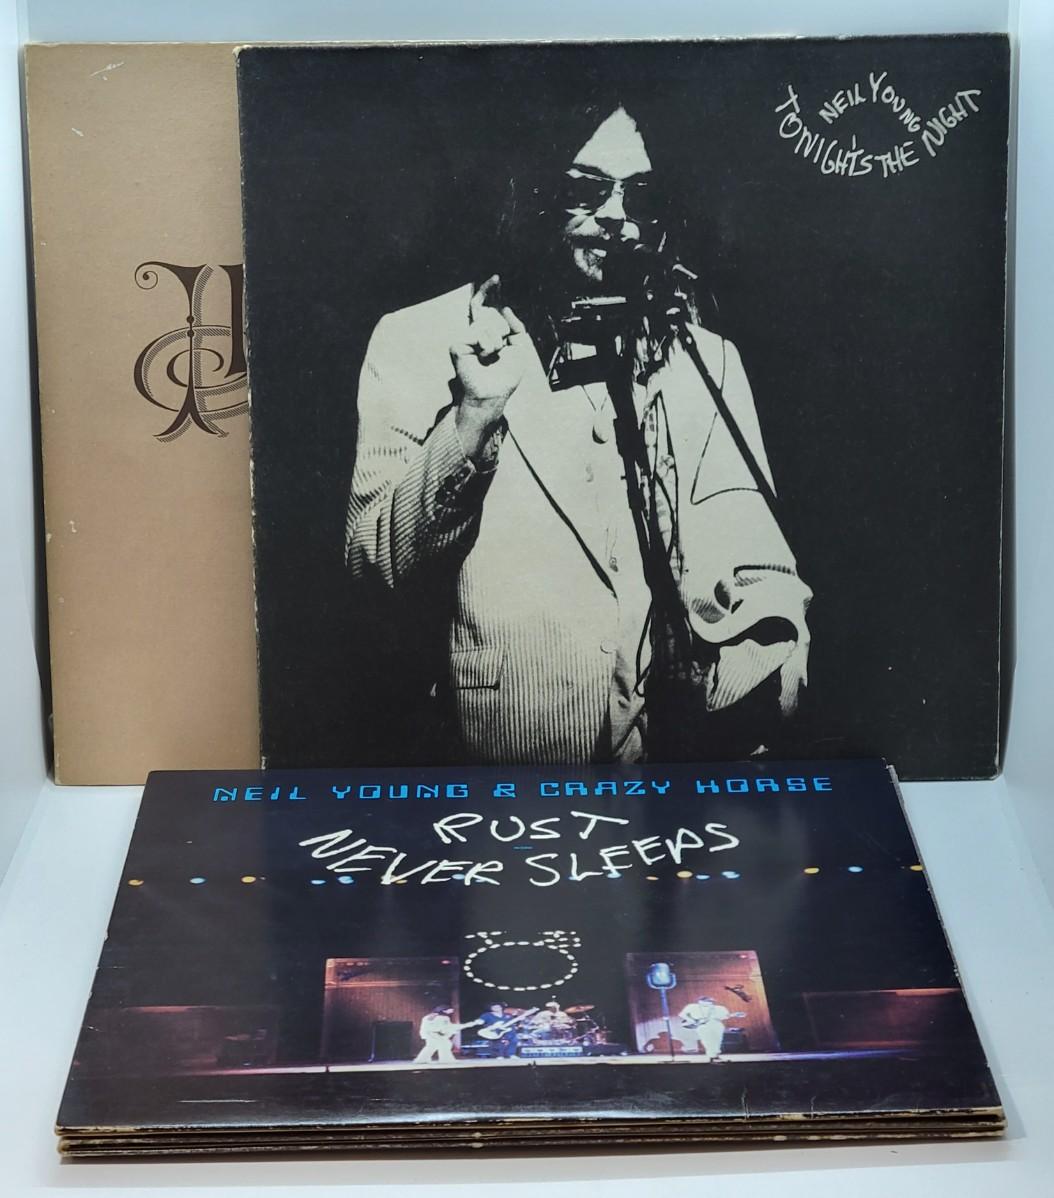 NEIL YOUNG
TONIGHT'S THE NIGHT
NEIL YOUNG & CRAZY HORSE
RUST
NEVER SLEEPS